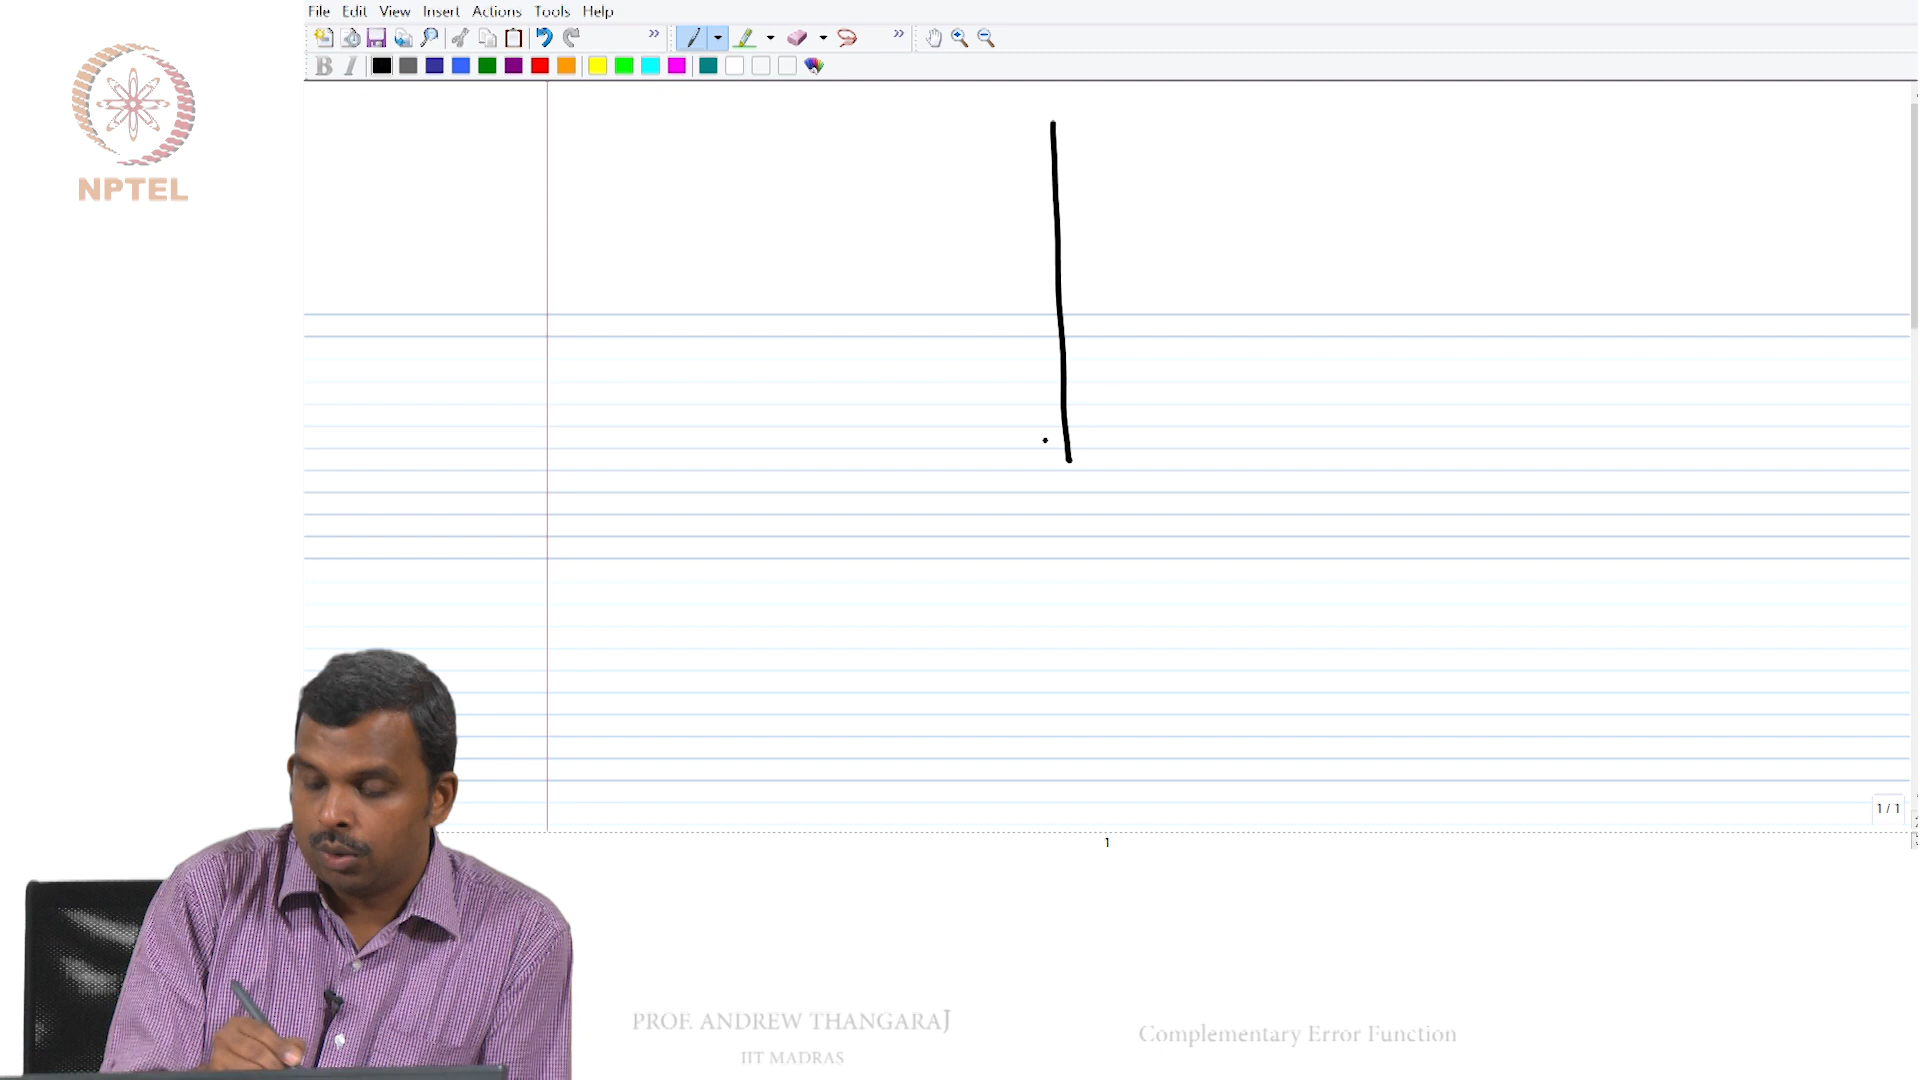 File Edit View Insert Actions Tools Help
B I
NPTEL
1 / 1
1
PROF. ANDREW THANGARAJ
IIT MADRAS
Complementary Error Function